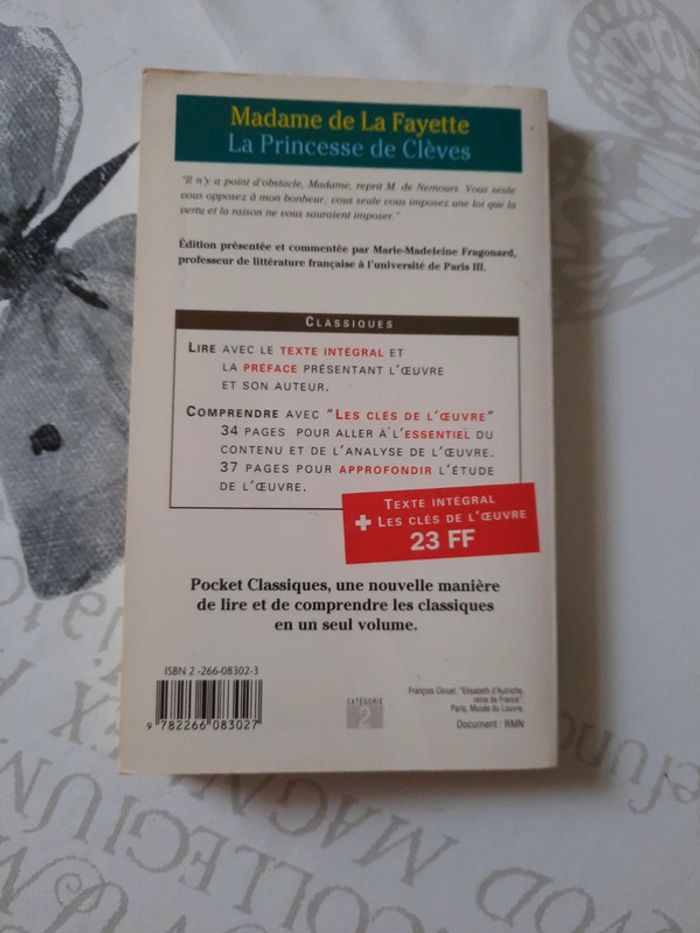 Madame de La Fayette
La Princesse de Clèves
"Il n'y a point d'obstacle, Madame, reprit M. de Nemours. Vous seule
vous opposez à mon bonheur; vous seule vous imposez une loi que la
vertu et la raison ne vous sauraient imposer."
Édition présentée et commentée par Marie-Madeleine Fragonard,
professeur de littérature française à l'université de Paris III.
CLASSIQUES
LIRE AVEC LE TEXTE INTÉGRAL ET
LA PRÉFACE PRÉSENTANT L'ŒUVRE
ET SON AUTEUR.
COMPRENDRE AVEC "LES CLÉS DE L'ŒUVRE"
34 PAGES POUR ALLER À L'ESSENTIEL DU
CONTENU ET DE L'ANALYSE DE L'ŒUVRE.
37 PAGES POUR APPROFONDIR L'ÉTUDE
DE L'ŒUVRE.
TEXTE INTÉGRAL
+ LES CLÉS DE L'ŒUVRE
23 FF
Pocket Classiques, une nouvelle manière
de lire et de comprendre les classiques
en un seul volume.
ISBN 2-266-08302-3
9 782266 083027
CATÉGORIE
2
François Clouet, "Elisabeth d'Autriche,
reine de France".
Paris, Musée du Louvre.
Document : RMN
COLLEGIUM
MAGN